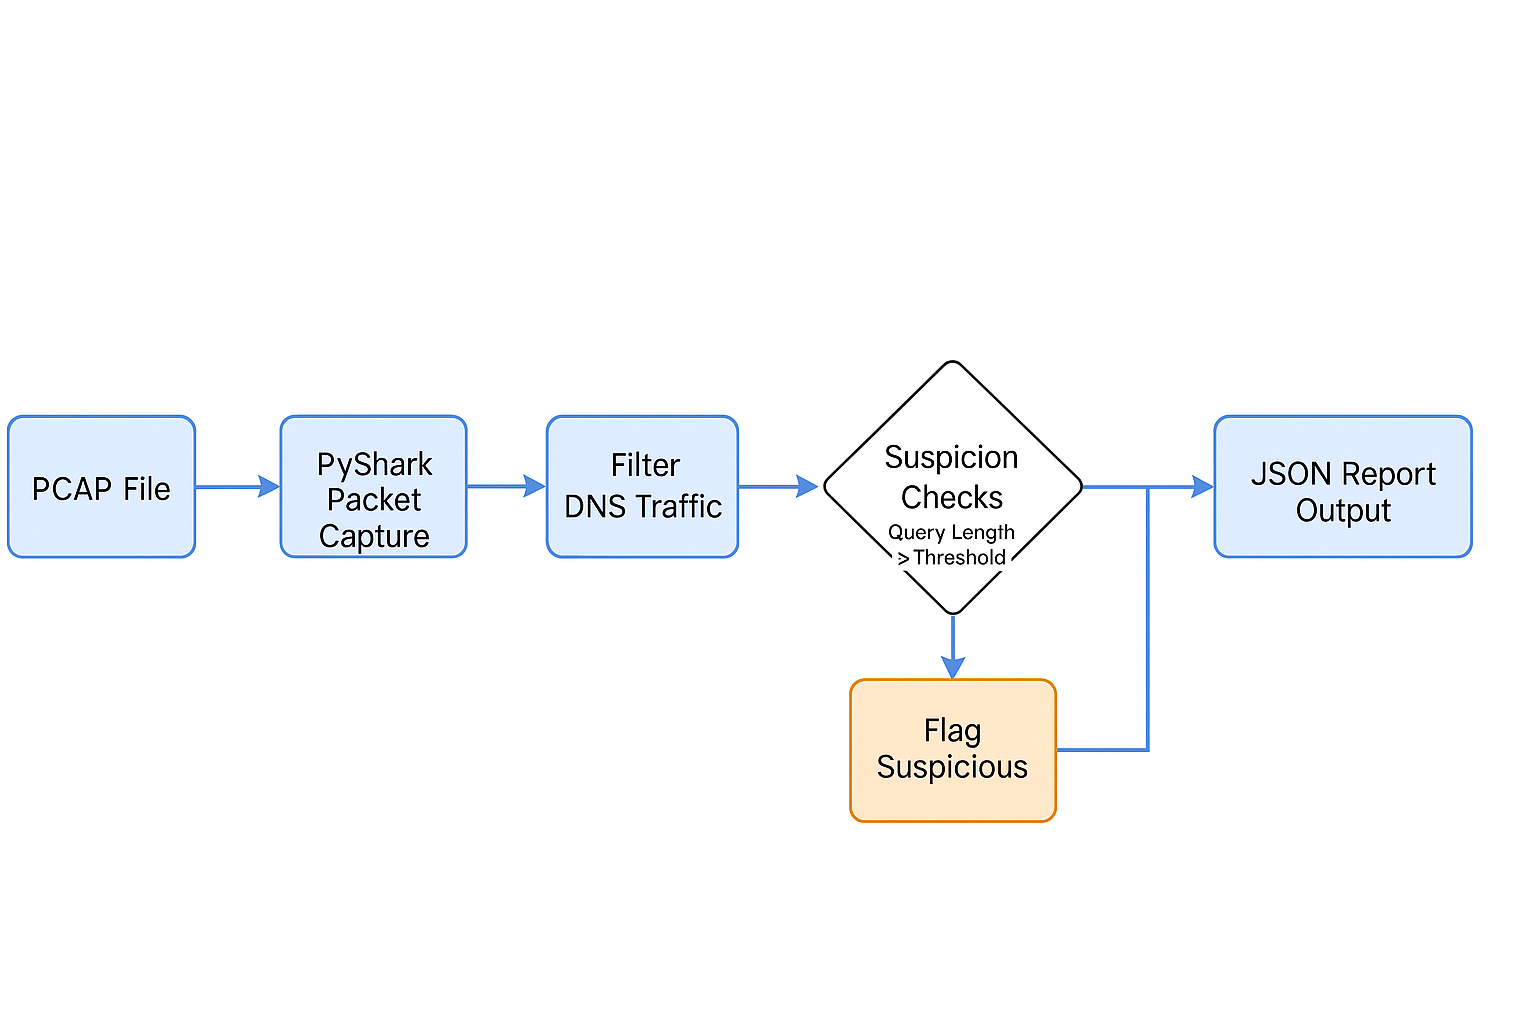 PCAP File
PyShark
Packet
Capture
Filter
DNS Traffic
Suspicion
Checks
Query Length
> Threshold
Flag
Suspicious
JSON Report
Output